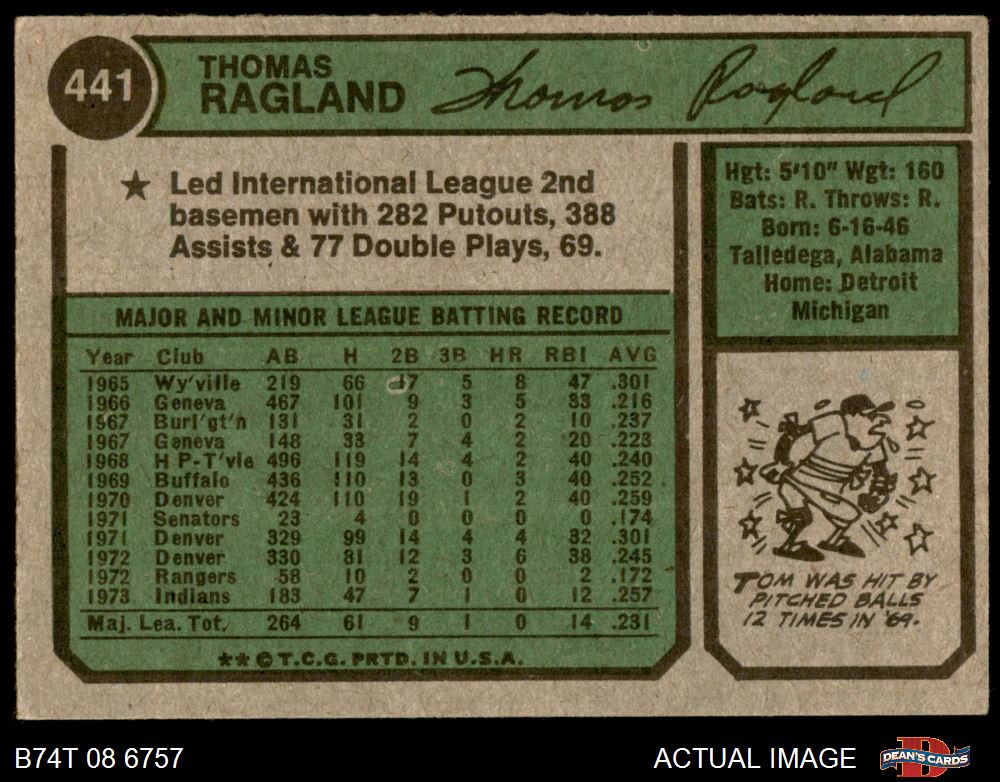 441
THOMAS
RAGLAND
Thomas Ragland
★ Led International League 2nd
basemen with 282 Putouts, 388
Assists & 77 Double Plays, 69.
Hgt: 5'10" Wgt: 160
Bats: R. Throws: R.
Born: 6-16-46
Talledega, Alabama
Home: Detroit
Michigan
MAJOR AND MINOR LEAGUE BATTING RECORD
Year Club AB H 2B 3B HR RBI AVG
1965 Wy'ville 219 66 17 5 8 47 .301
1966 Geneva 467 101 9 3 5 33 .216
1967 Burl'gt'n 131 31 2 0 2 10 .237
1967 Geneva 148 33 7 4 2 20 .223
1968 H P-T'vle 496 119 14 4 2 40 .240
1969 Buffalo 436 110 13 0 3 40 .252
1970 Denver 424 110 19 1 2 40 .259
1971 Senators 23 4 0 0 0 0 .174
1971 Denver 329 99 14 4 4 32 .301
1972 Denver 330 81 12 3 6 38 .245
1972 Rangers 58 10 2 0 0 2 .172
1973 Indians 183 47 7 1 0 12 .257
Maj. Lea. Tot. 264 61 9 1 0 14 .231
** © T.C.G. PRTD. IN U.S.A.
TOM WAS HIT BY
PITCHED BALLS
12 TIMES IN '69.
B74T 08 6757
ACTUAL IMAGE
DEAN'S CARDS